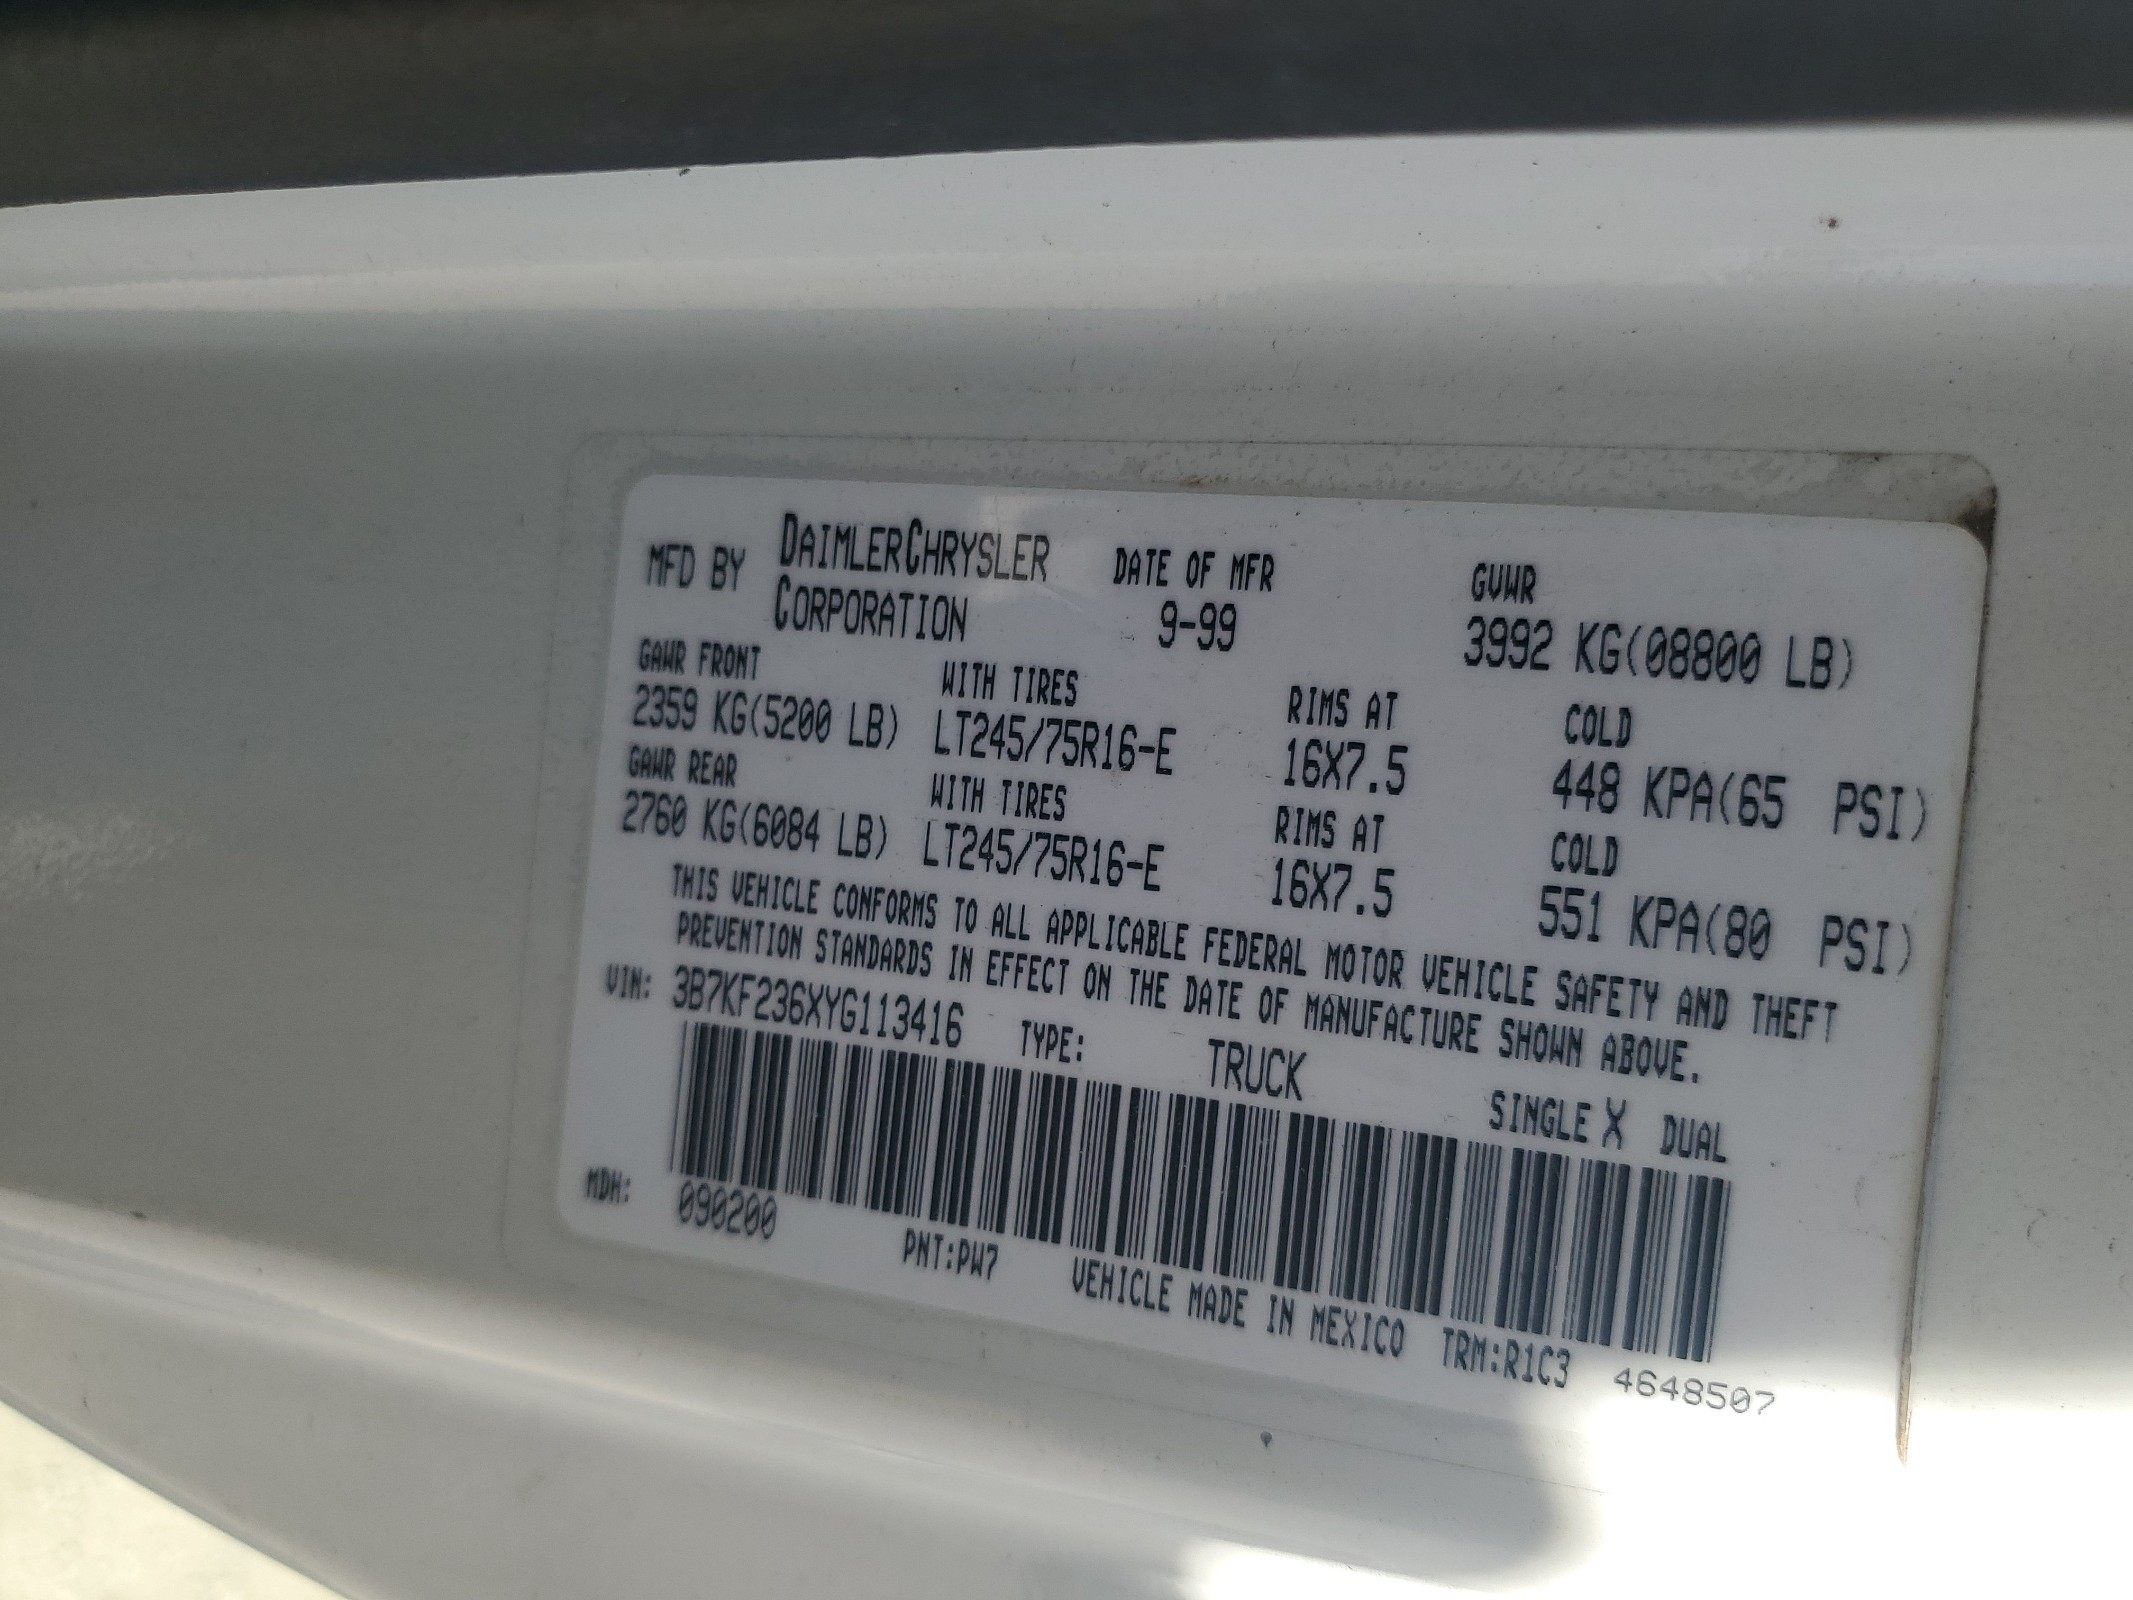 MFD BY DAIMLERCHRYSLER CORPORATION
DATE OF MFR 9-99
GVWR 3992 KG(08800 LB)
GAWR FRONT WITH TIRES RIMS AT COLD
2359 KG(5200 LB) LT245/75R16-E 16X7.5 448 KPA(65 PSI)
GAWR REAR WITH TIRES RIMS AT COLD
2760 KG(6084 LB) LT245/75R16-E 16X7.5 551 KPA(80 PSI)
THIS VEHICLE CONFORMS TO ALL APPLICABLE FEDERAL MOTOR VEHICLE SAFETY AND THEFT
PREVENTION STANDARDS IN EFFECT ON THE DATE OF MANUFACTURE SHOWN ABOVE.
VIN: 3B7KF236XYG113416 TYPE: TRUCK SINGLE X DUAL
MDH: 090200 PNT:PW7 VEHICLE MADE IN MEXICO TRM:R1C3 4648507